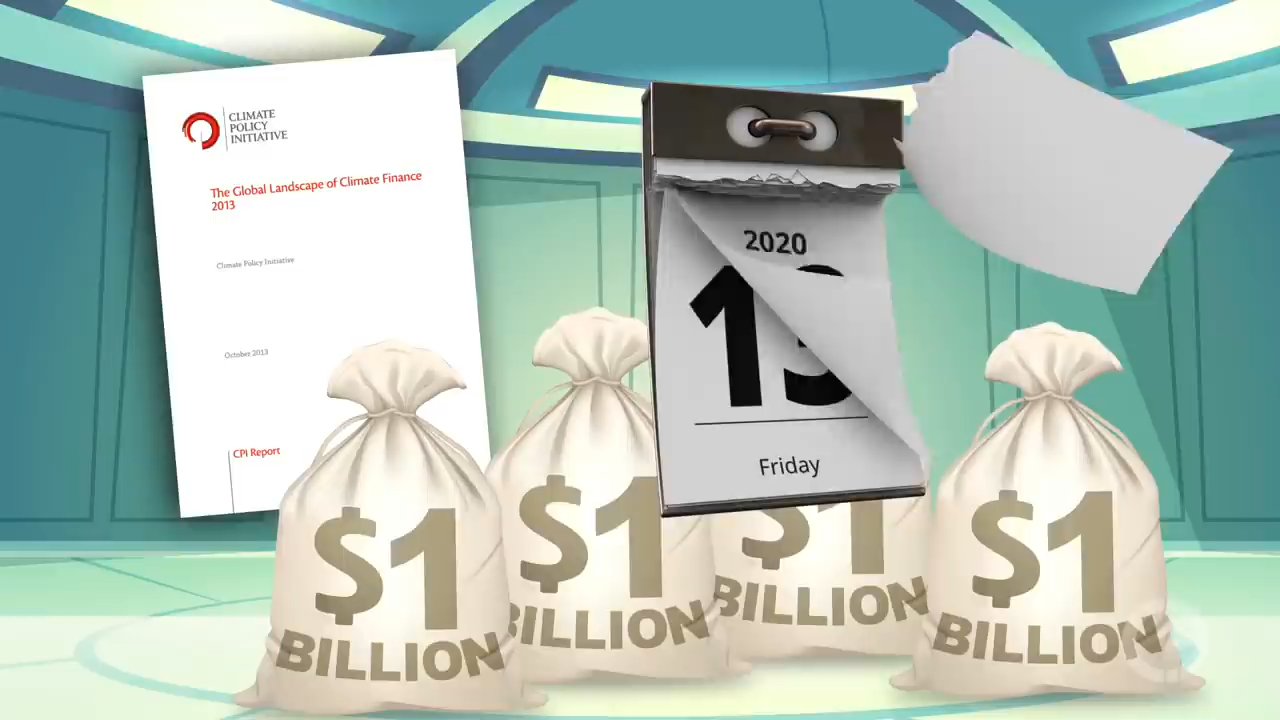 CLIMATE
POLICY
INITIATIVE
The Global Landscape of Climate Finance
2013
Climate Policy Initiative
October 2013
CPI Report
2020
13
Friday
$1
BILLION
$1
BILLION
$1
BILLION
$1
BILLION